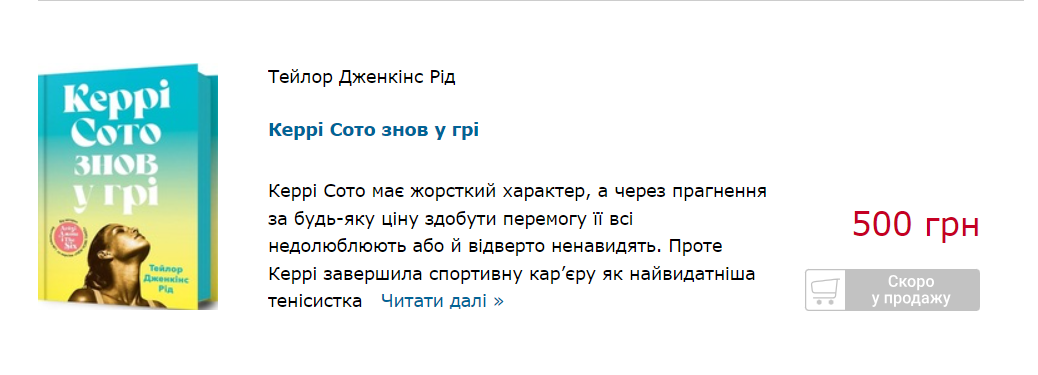 Керрі
Сото
знов
у грі
Тейлор
Дженкінс
Рід
Тейлор Дженкінс Рід
Керрі Сото знов у грі
Керрі Сото має жорсткий характер, а через прагнення
за будь-яку ціну здобути перемогу її всі
недолюблюють або й відверто ненавидять. Проте
Керрі завершила спортивну кар’єру як найвидатніша
тенісистка Читати далі »
500 грн
Скоро
у продажу